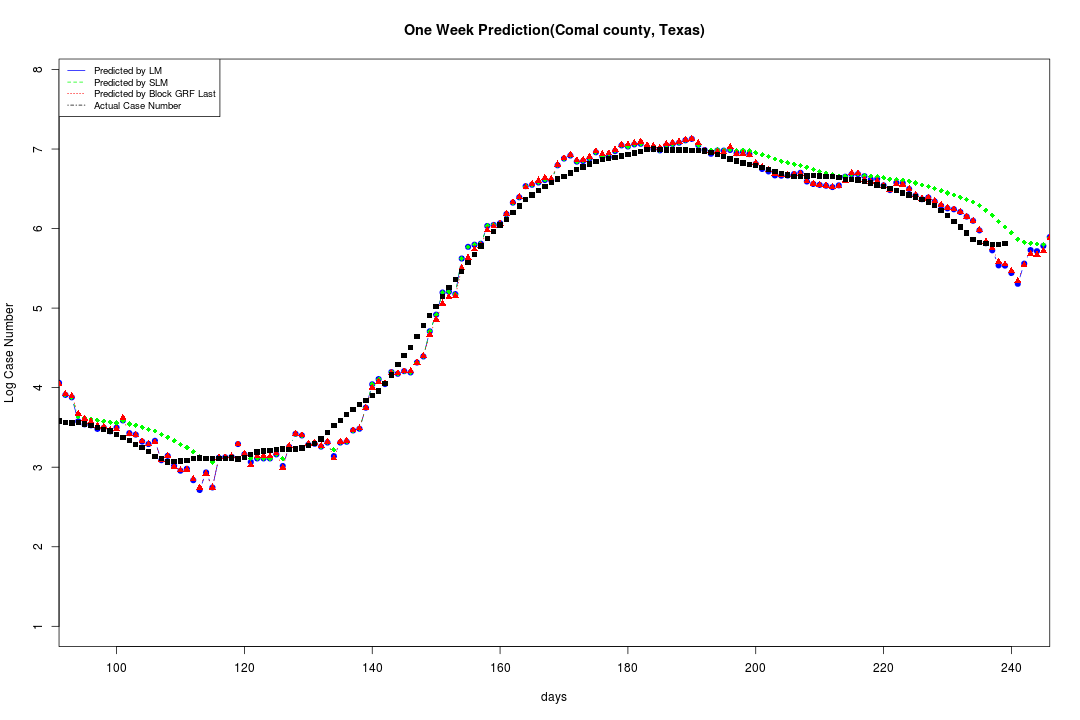 One Week Prediction(Comal county, Texas)
Predicted by LM
Predicted by SLM
Predicted by Block GRF Last
Actual Case Number
8
7
6
5
4
3
2
1
Log Case Number
100 120 140 160 180 200 220 240
days